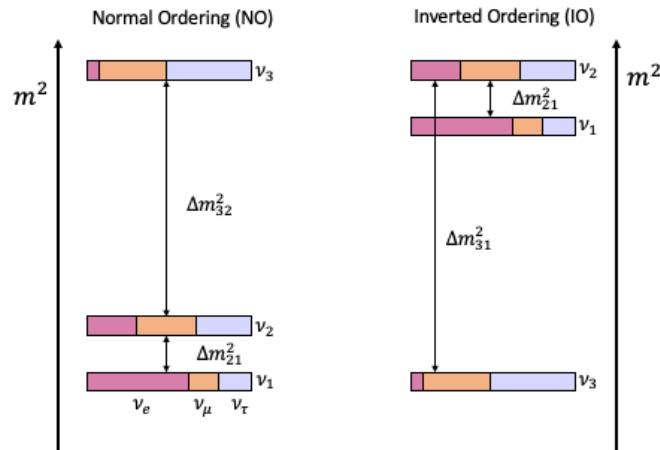 Normal Ordering (NO)
m²
ν₃
Δm²₃₂
ν₂
Δm²₂₁
ν₁
νₑ ν_μ ν_τ
Inverted Ordering (IO)
m²
ν₂
Δm²₂₁
ν₁
Δm²₃₁
ν₃